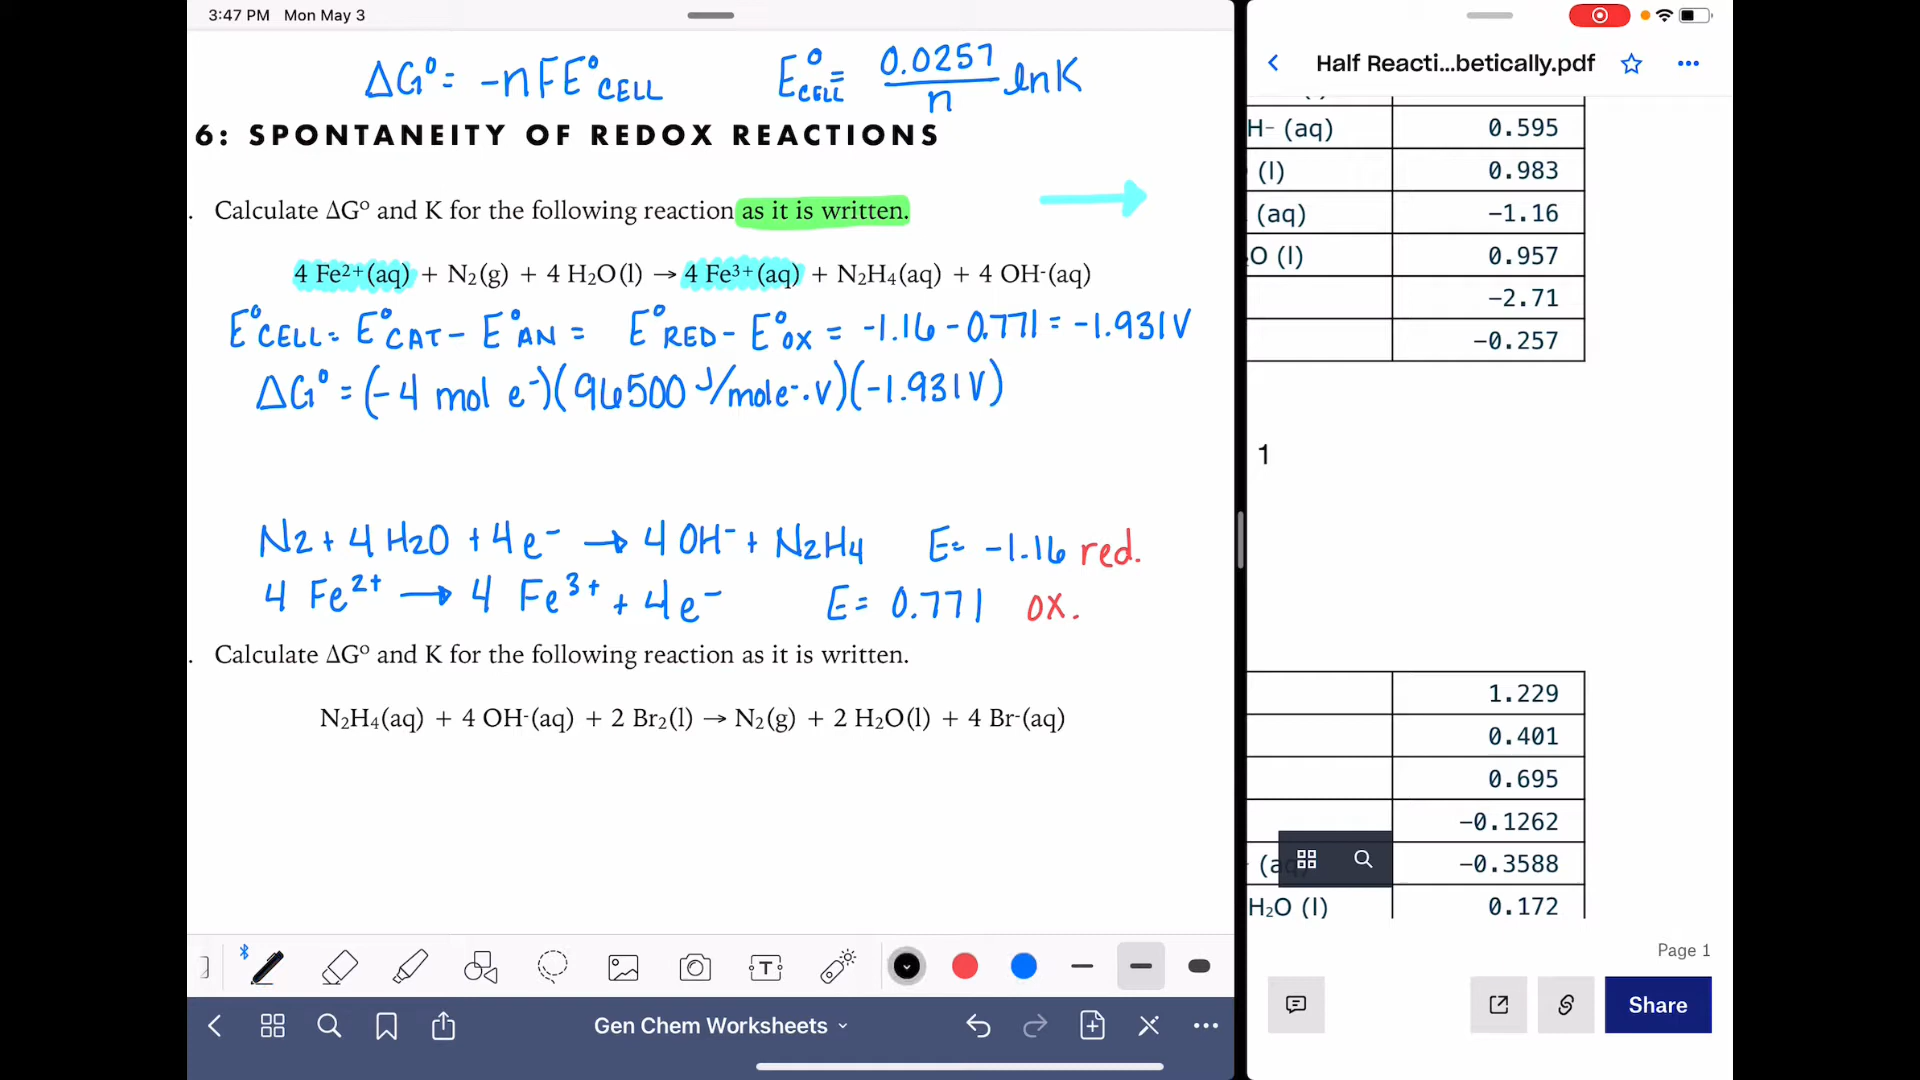 3:47 PM Mon May 3
ΔG° = -nFE°CELL E°CELL = 0.0257/n lnK
6: SPONTANEITY OF REDOX REACTIONS
. Calculate ΔG° and K for the following reaction as it is written.
4 Fe²⁺(aq) + N₂(g) + 4 H₂O(l) → 4 Fe³⁺(aq) + N₂H₄(aq) + 4 OH⁻(aq)
E°CELL = E°CAT - E°AN = E°RED - E°OX = -1.16 - 0.771 = -1.931V
ΔG° = (-4 mol e⁻)(96500 J/mole⁻·V)(-1.931V)
N2 + 4 H2O + 4e⁻ → 4 OH⁻ + N2H4 E= -1.16 red.
4 Fe²⁺ → 4 Fe³⁺ + 4e⁻ E= 0.771 ox.
. Calculate ΔG° and K for the following reaction as it is written.
N₂H₄(aq) + 4 OH⁻(aq) + 2 Br₂(l) → N₂(g) + 2 H₂O(l) + 4 Br⁻(aq)
T
Gen Chem Worksheets
Half Reacti...betically.pdf
H⁻ (aq) 0.595
(l) 0.983
(aq) -1.16
O (l) 0.957
-2.71
-0.257
1
1.229
0.401
0.695
-0.1262
(aq) -0.3588
H₂O (l) 0.172
Page 1
Share